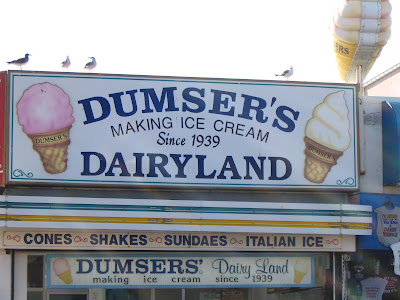 DUMSER'S
MAKING ICE CREAM
Since 1939
DAIRYLAND
DUMSER'S
DUMSER'S
CONES SHAKES SUNDAES ITALIAN ICE
DUMSERS' Dairy Land
making ice cream since 1939